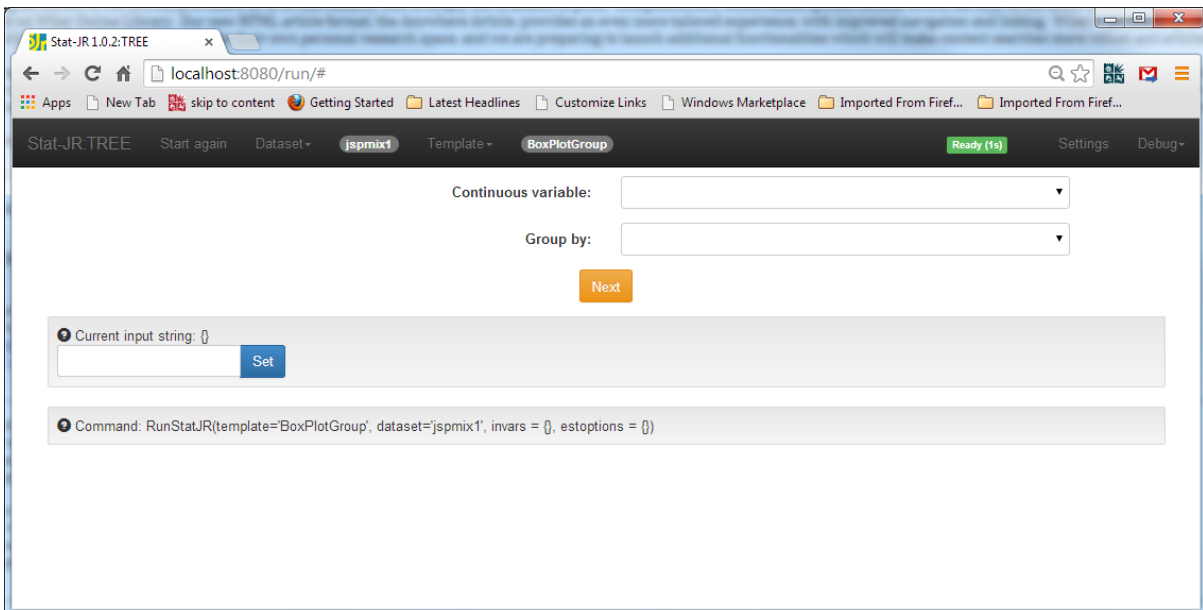 Stat-JR 1.0.2:TREE
localhost:8080/run/#
Apps New Tab skip to content Getting Started Latest Headlines Customize Links Windows Marketplace Imported From Firef... Imported From Firef...
Stat-JR:TREE Start again Dataset jspmix1 Template BoxPlotGroup Ready (1s) Settings Debug
Continuous variable:
Group by:
Next
Current input string: {}
Set
Command: RunStatJR(template='BoxPlotGroup', dataset='jspmix1', invars = {}, estoptions = {})